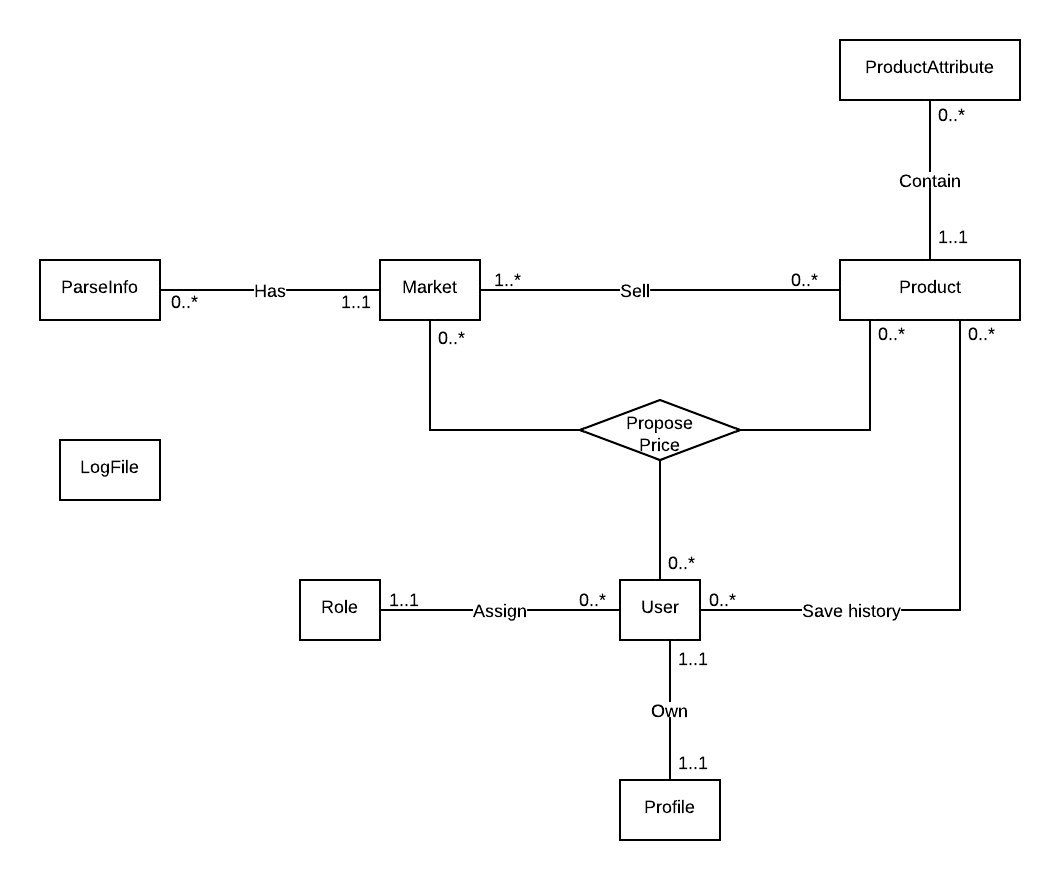 ProductAttribute
0..*
Contain
1..1
ParseInfo
0..*
Has
1..1
Market
1..*
Sell
0..*
Product
0..*
0..*
0..*
Propose
Price
LogFile
0..*
Role
1..1
Assign
0..*
User
0..*
Save history
1..1
Own
1..1
Profile